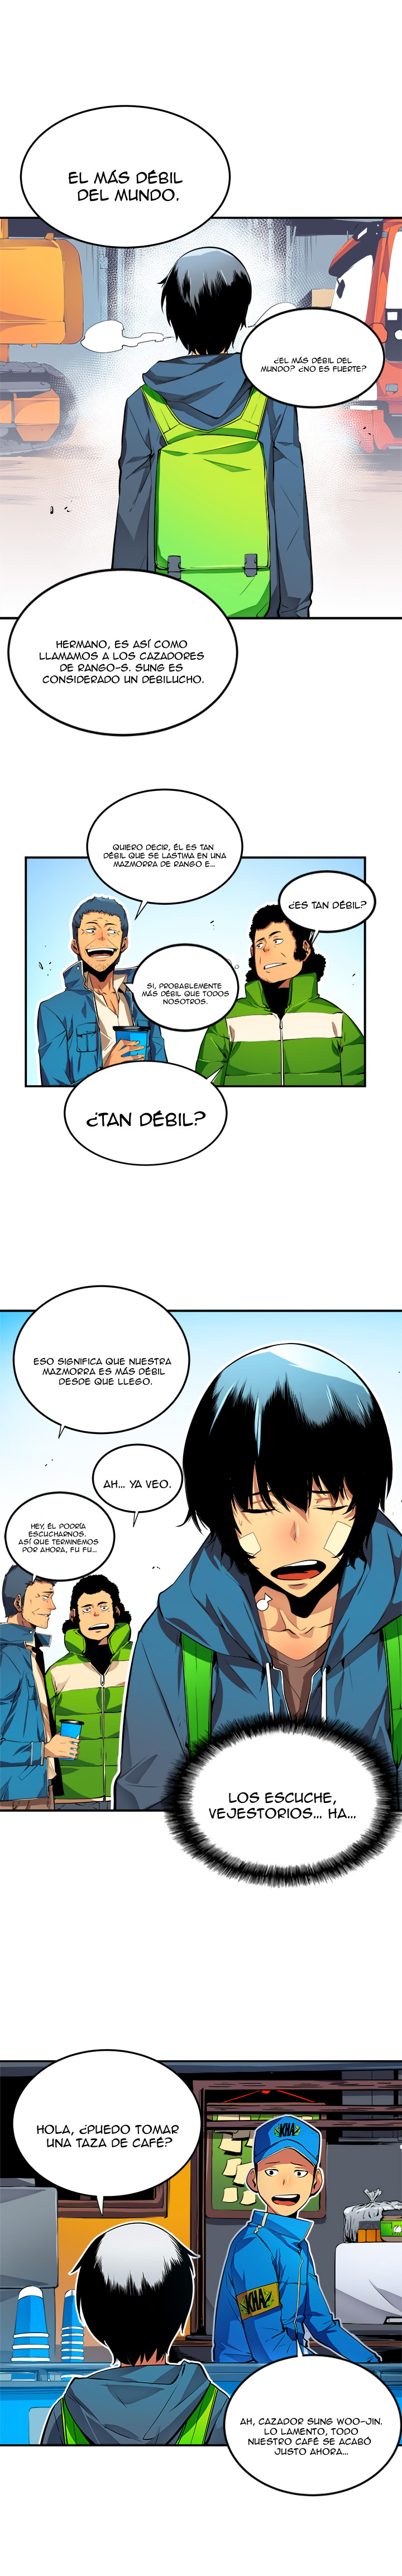 EL MÁS DÉBIL
DEL MUNDO.
¿EL MÁS DÉBIL DEL
MUNDO? ¿NO ES FUERTE?
HERMANO, ES ASÍ COMO
LLAMAMOS A LOS CAZADORES
DE RANGO-S. SUNG ES
CONSIDERADO UN DEBILUCHO.
QUIERO DECIR, ÉL ES TAN
DÉBIL QUE SE LASTIMA EN UNA
MAZMORRA DE RANGO E...
¿ES TAN DÉBIL?
SI, PROBABLEMENTE
MÁS DÉBIL QUE TODOS
NOSOTROS.
¿TAN DÉBIL?
ESO SIGNIFICA QUE NUESTRA
MAZMORRA ES MÁS DÉBIL
DESDE QUE LLEGO.
AH... YA VEO.
HEY, ÉL PODRÍA
ESCUCHARNOS.
ASÍ QUE TERMINEMOS
POR AHORA, FU FU...
LOS ESCUCHE,
VEJESTORIOS... HA...
HOLA, ¿PUEDO TOMAR
UNA TAZA DE CAFÉ?
KHA
KHA
AH, CAZADOR SUNG WOO-JIN.
LO LAMENTO, TODO
NUESTRO CAFÉ SE ACABÓ
JUSTO AHORA...